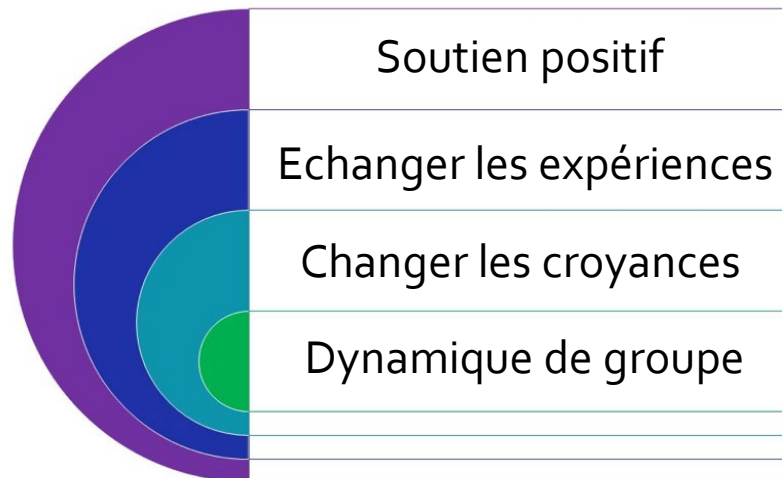 Soutien positif
Echanger les expériences
Changer les croyances
Dynamique de groupe